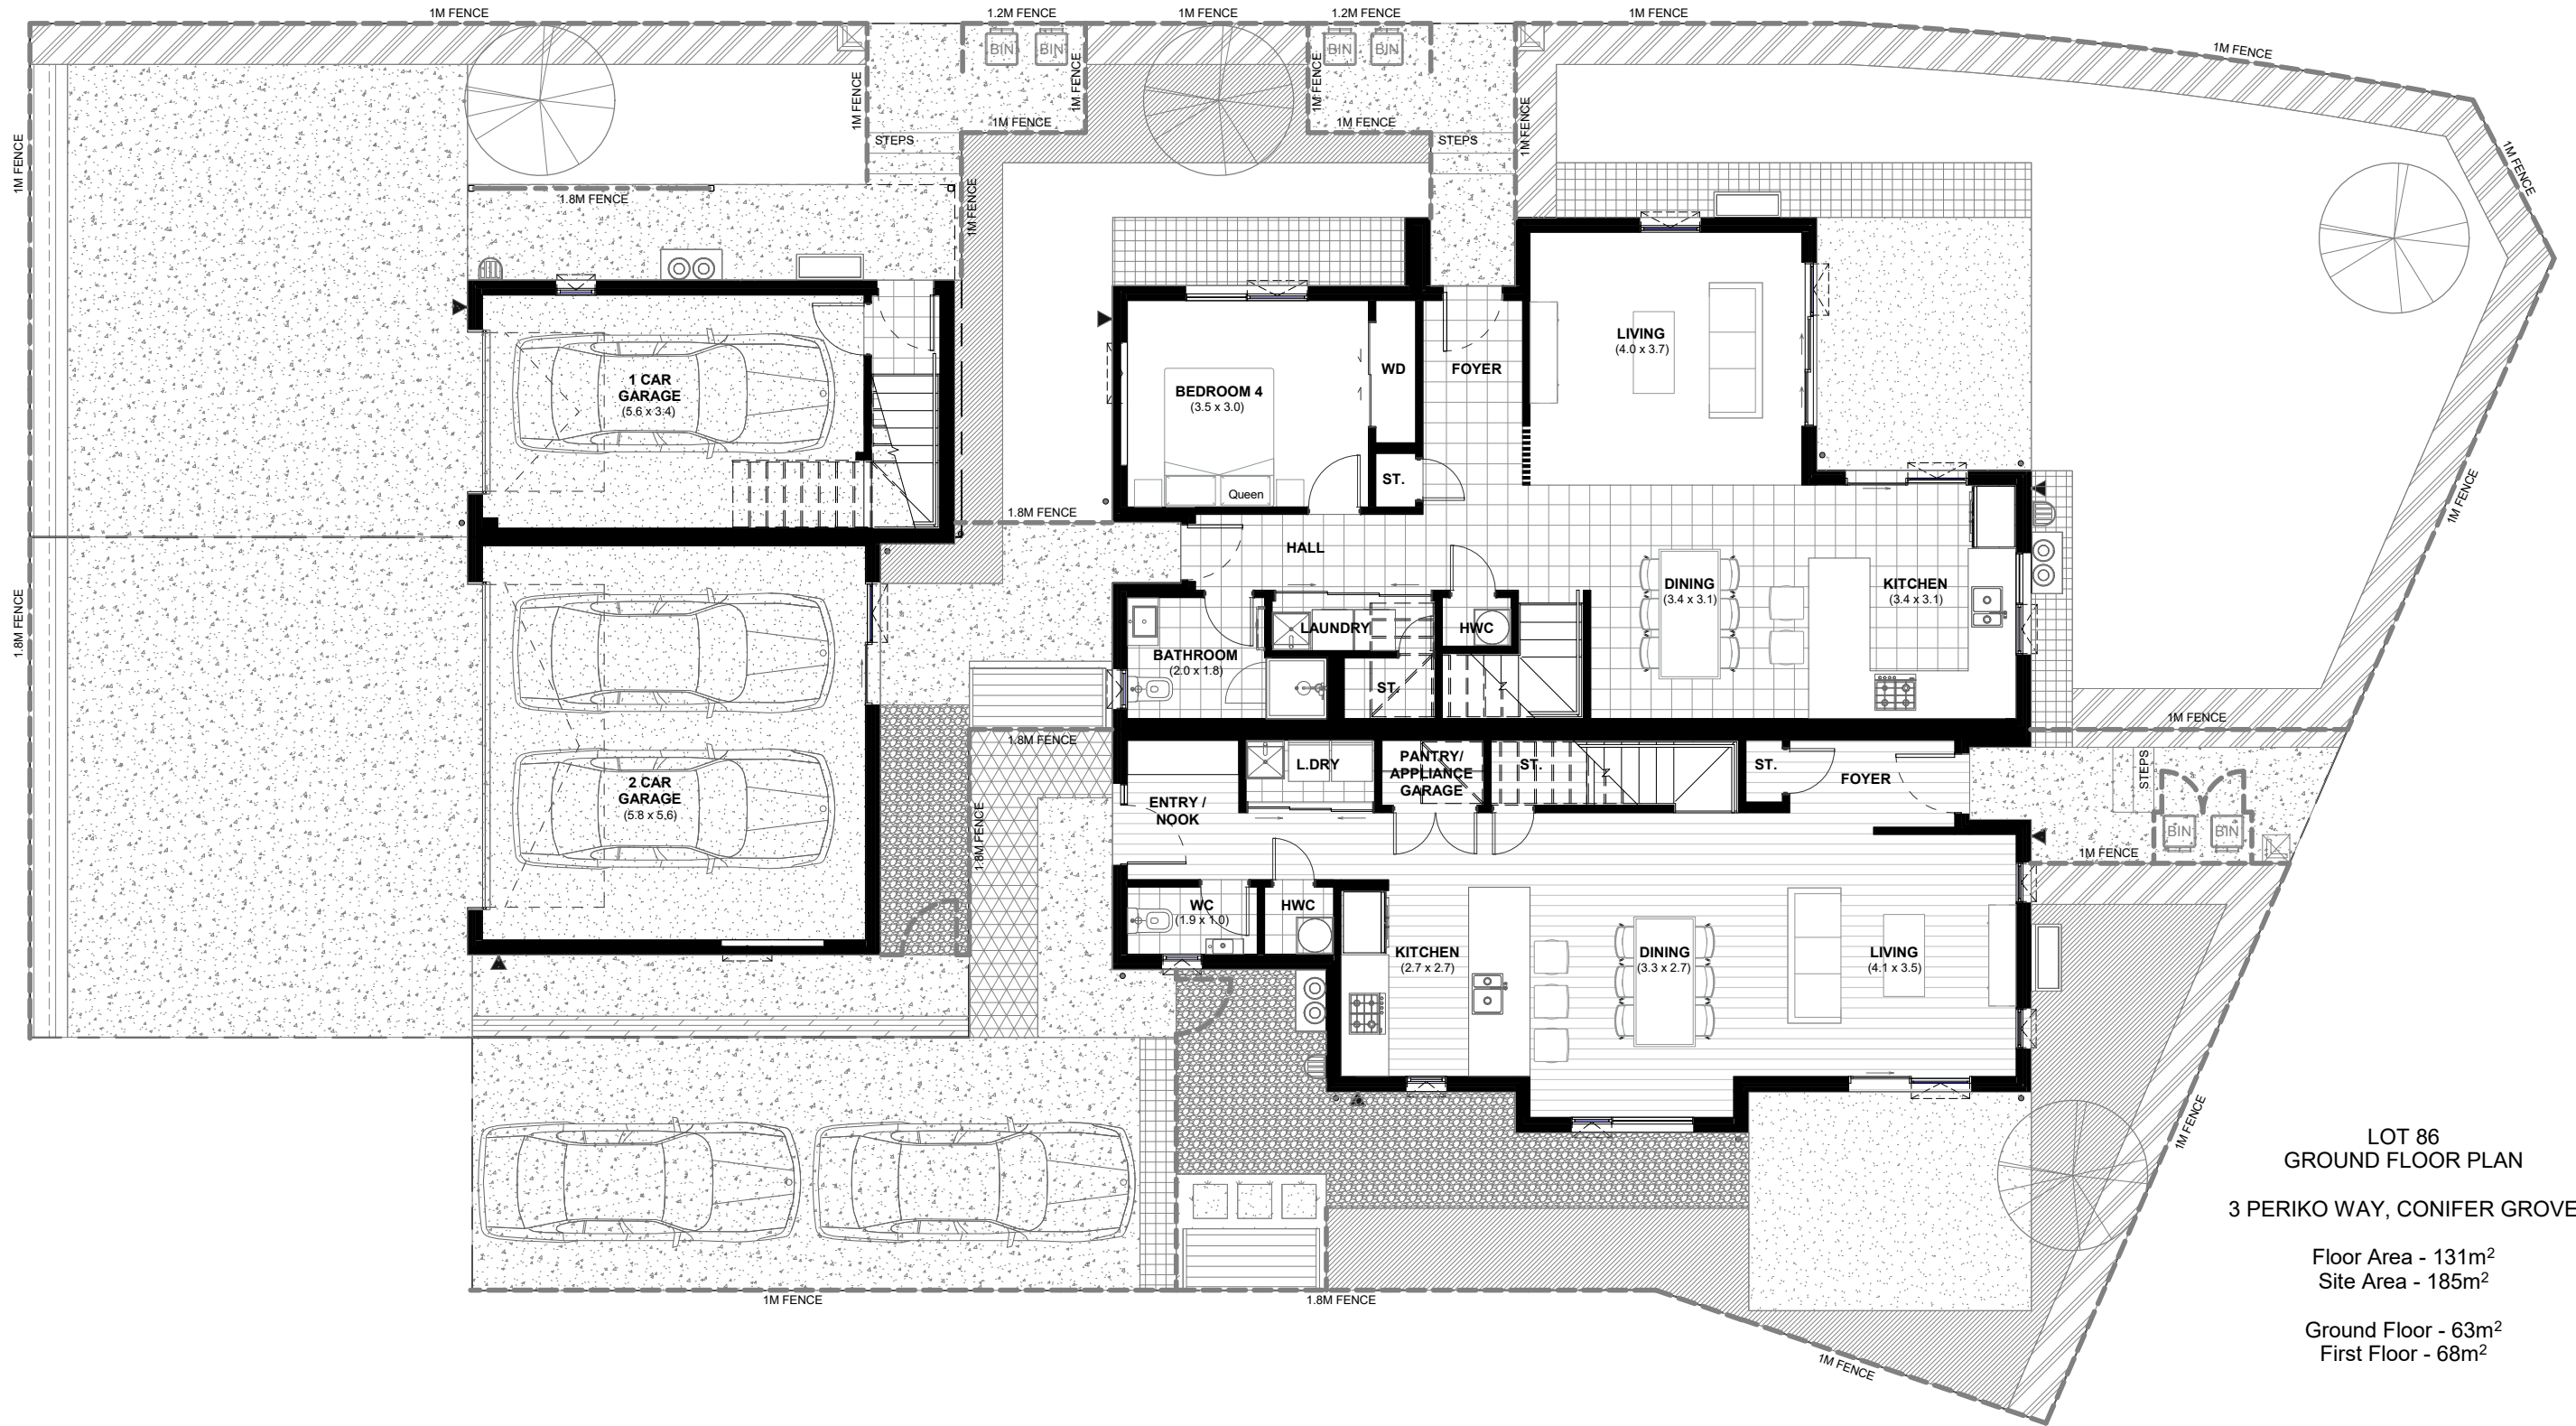 1M FENCE
1.2M FENCE
1M FENCE
1.2M FENCE
1M FENCE
1M FENCE
BIN
BIN
BIN
BIN
1M FENCE
1M FENCE
1M FENCE
1M FENCE
1M FENCE
1M FENCE
1M FENCE
1M FENCE
STEPS
STEPS
1M FENCE
1.8M FENCE
1M FENCE
LIVING
(4.0 x 3.7)
1 CAR
GARAGE
(5.6 x 3.4)
BEDROOM 4
(3.5 x 3.0)
WD
FOYER
ST.
Queen
1M FENCE
1.8M FENCE
HALL
DINING
(3.4 x 3.1)
KITCHEN
(3.4 x 3.1)
1.8M FENCE
LAUNDRY
HWC
BATHROOM
(2.0 x 1.8)
ST.
1M FENCE
1.8M FENCE
L.DRY
PANTRY/
APPLIANCE
GARAGE
ST.
ST.
FOYER
STEPS
2 CAR
GARAGE
(5.8 x 5.6)
ENTRY /
NOOK
1.8M FENCE
BIN
BIN
1M FENCE
WC
(1.9 x 1.0)
HWC
KITCHEN
(2.7 x 2.7)
DINING
(3.3 x 2.7)
LIVING
(4.1 x 3.5)
1M FENCE
1M FENCE
1.8M FENCE
1M FENCE
LOT 86
GROUND FLOOR PLAN
3 PERIKO WAY, CONIFER GROVE
Floor Area - 131m²
Site Area - 185m²
Ground Floor - 63m²
First Floor - 68m²